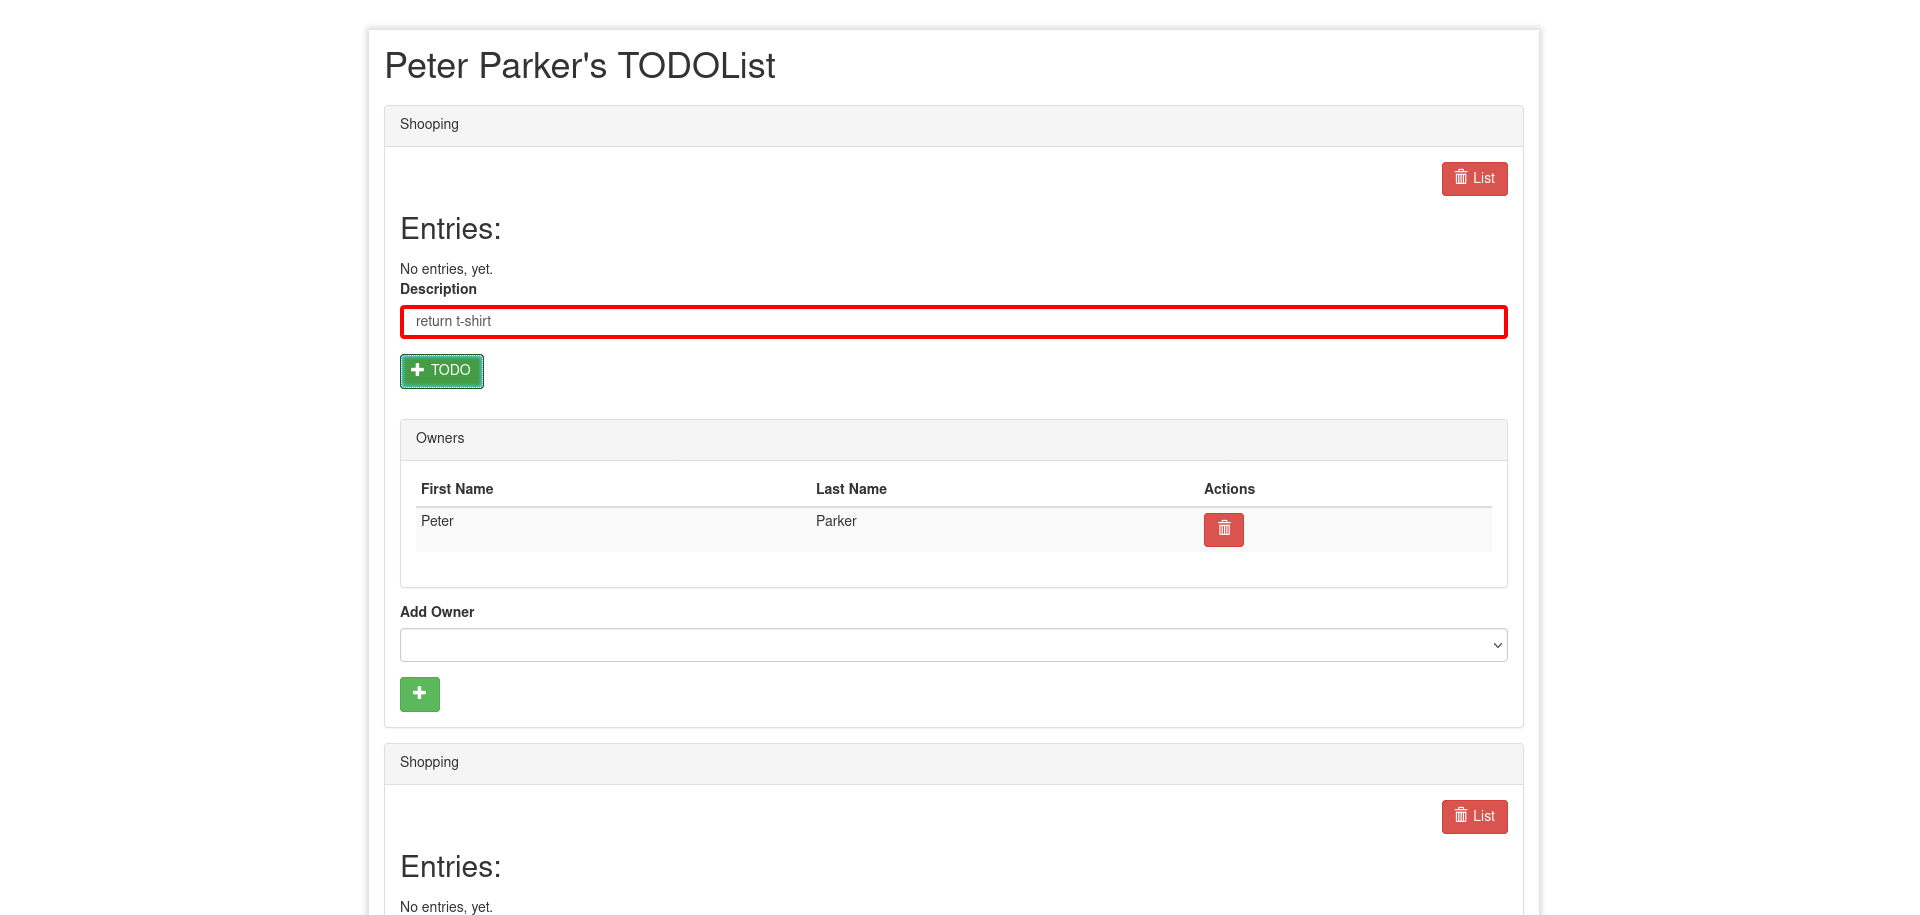 Peter Parker's TODOList
Shooping
List
Entries:
No entries, yet.
Description
return t-shirt
TODO
Owners
First Name Last Name Actions
Peter Parker
Add Owner
Shopping
List
Entries:
No entries, yet.